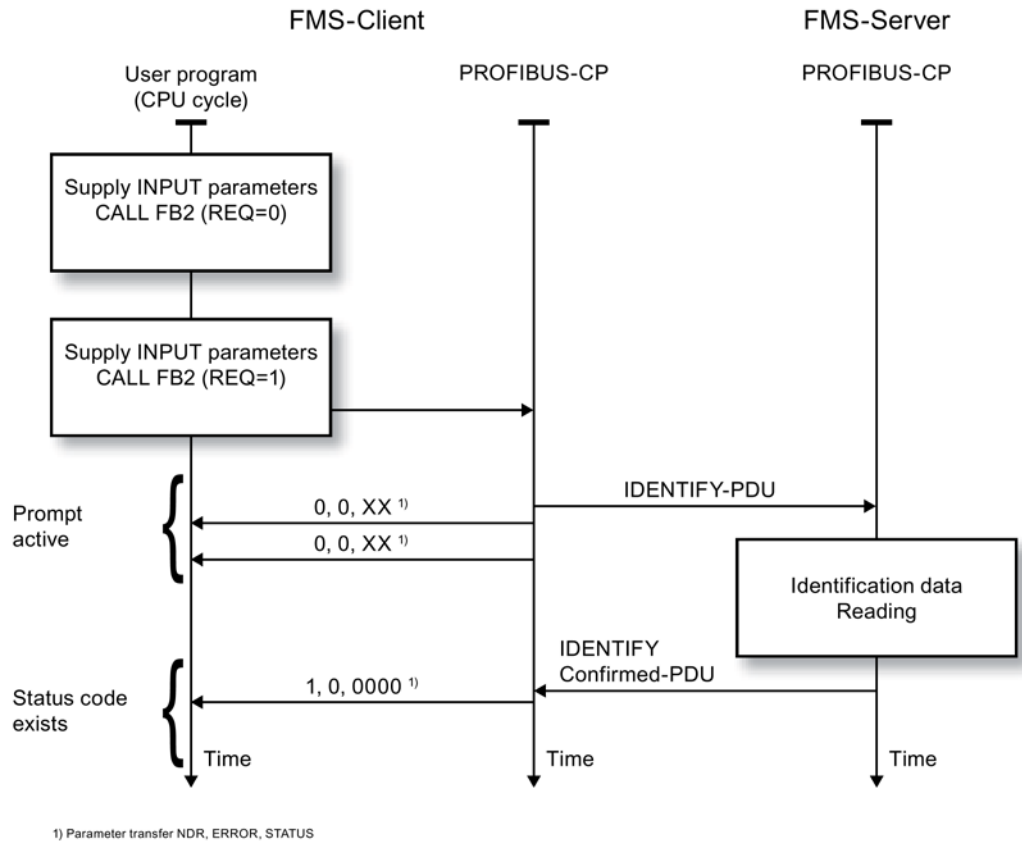 FMS-Client
FMS-Server
User program
(CPU cycle)
PROFIBUS-CP
PROFIBUS-CP
Supply INPUT parameters
CALL FB2 (REQ=0)
Supply INPUT parameters
CALL FB2 (REQ=1)
Prompt
active
0, 0, XX 1)
0, 0, XX 1)
IDENTIFY-PDU
Identification data
Reading
IDENTIFY
Confirmed-PDU
Status code
exists
1, 0, 0000 1)
Time
Time
Time
1) Parameter transfer NDR, ERROR, STATUS